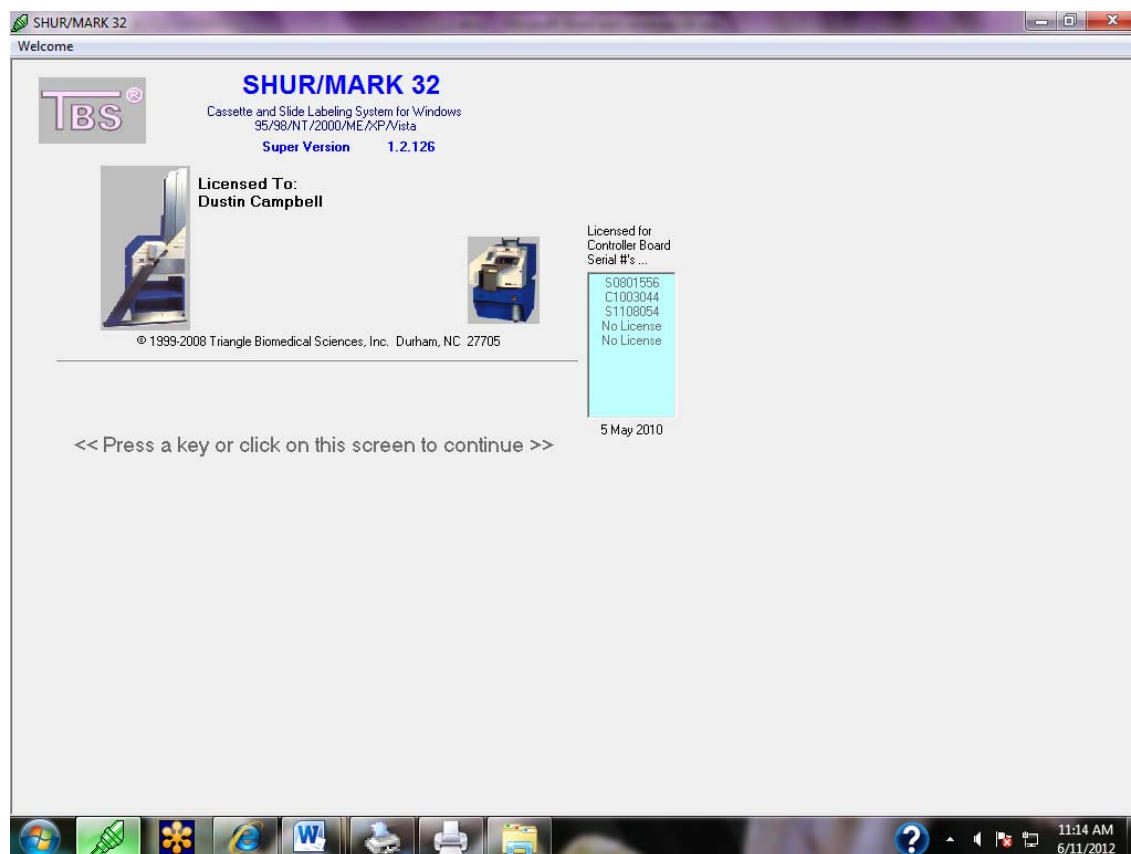 SHUR/MARK 32
Welcome
TBS®
SHUR/MARK 32
Cassette and Slide Labeling System for Windows
95/98/NT/2000/ME/XP/Vista
Super Version 1.2.126
Licensed To:
Dustin Campbell
Licensed for
Controller Board
Serial #'s ...
S0801556
C1003044
S1108054
No License
No License
© 1999-2008 Triangle Biomedical Sciences, Inc. Durham, NC 27705
5 May 2010
<< Press a key or click on this screen to continue >>
11:14 AM
6/11/2012